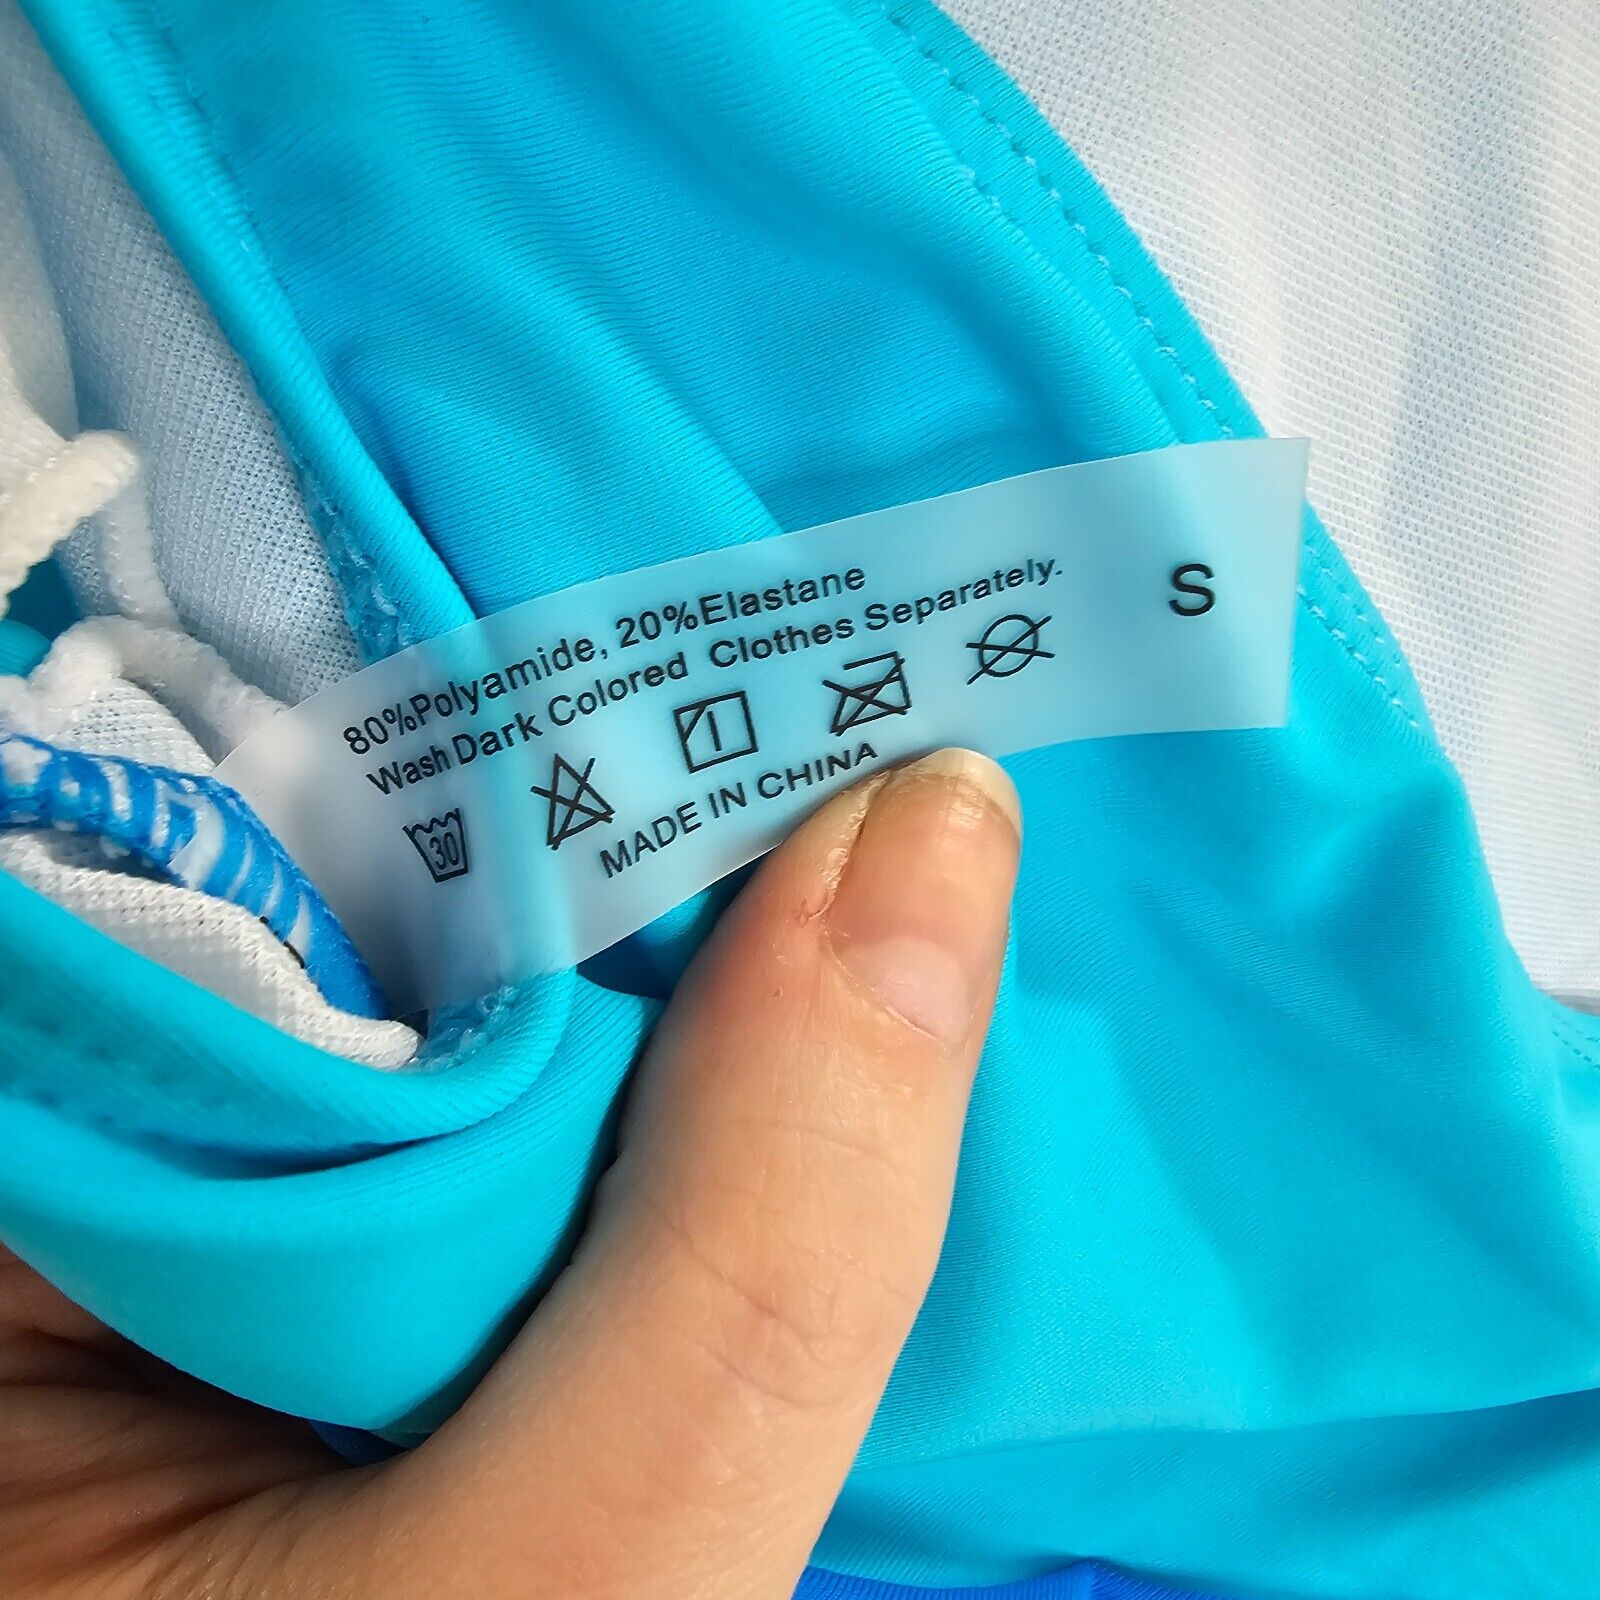 80%Polyamide, 20%Elastane
Wash Dark Colored Clothes Separately.
30
MADE IN CHINA
S